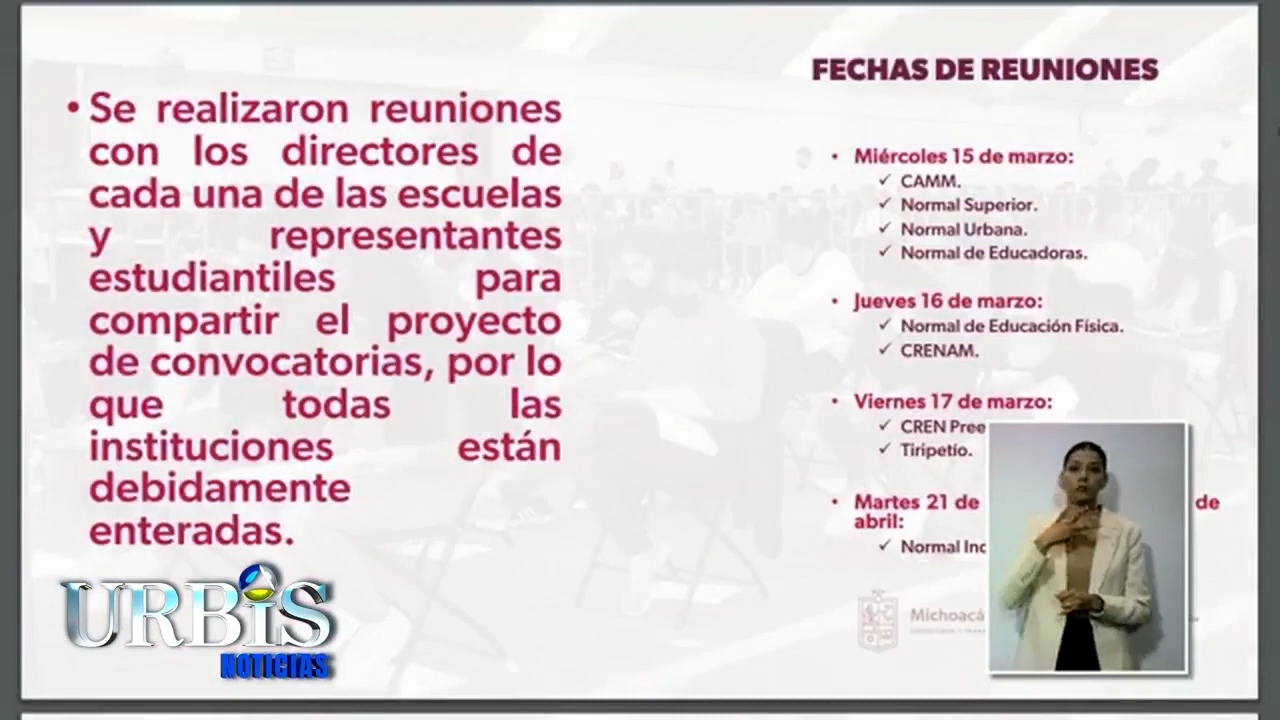 • Se realizaron reuniones
con los directores de
cada una de las escuelas
y representantes
estudiantiles para
compartir el proyecto
de convocatorias, por lo
que todas las
instituciones están
debidamente
enteradas.
URBIS
NOTICIAS
FECHAS DE REUNIONES
• Miércoles 15 de marzo:
✓ CAMM.
✓ Normal Superior.
✓ Normal Urbana.
✓ Normal de Educadoras.
• Jueves 16 de marzo:
✓ Normal de Educación Física.
✓ CRENAM.
• Viernes 17 de marzo:
✓ CREN Pree
✓ Tiripetío.
• Martes 21 de de
abril:
✓ Normal Ind
Michoacá